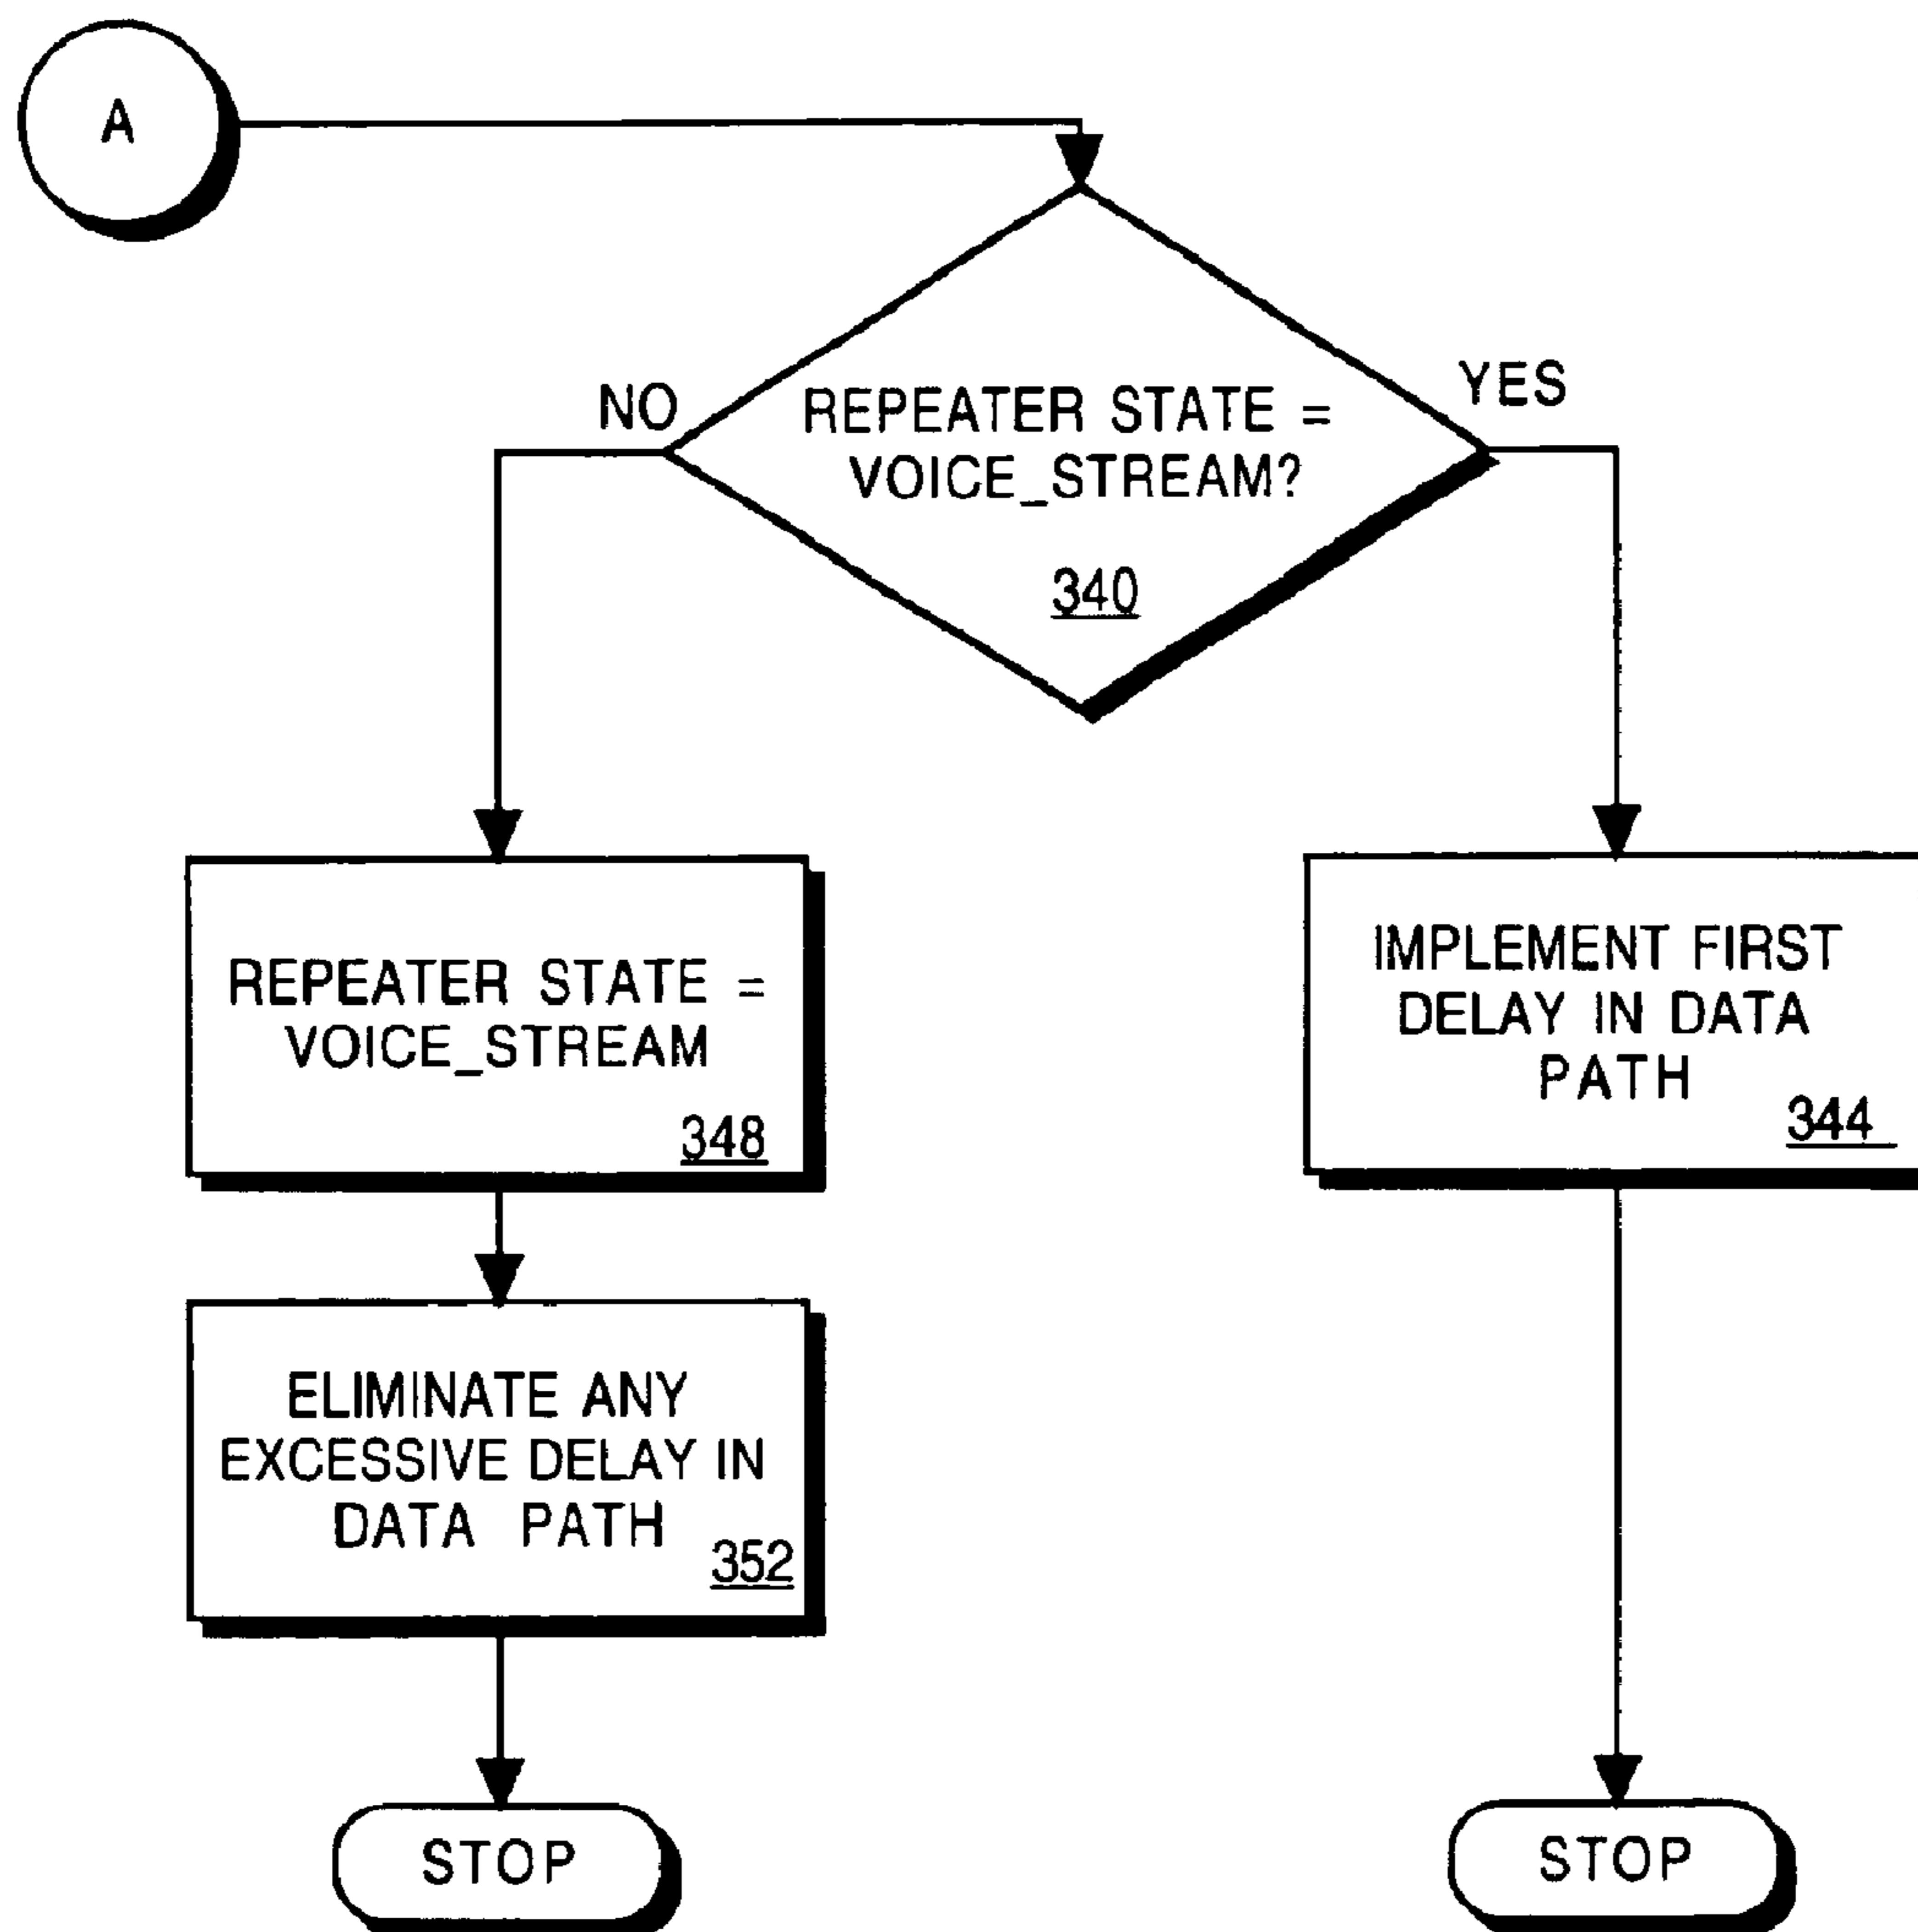 A
REPEATER STATE =
VOICE_STREAM?
340
NO
YES
REPEATER STATE =
VOICE_STREAM
348
IMPLEMENT FIRST
DELAY IN DATA
PATH
344
ELIMINATE ANY
EXCESSIVE DELAY IN
DATA PATH
352
STOP
STOP